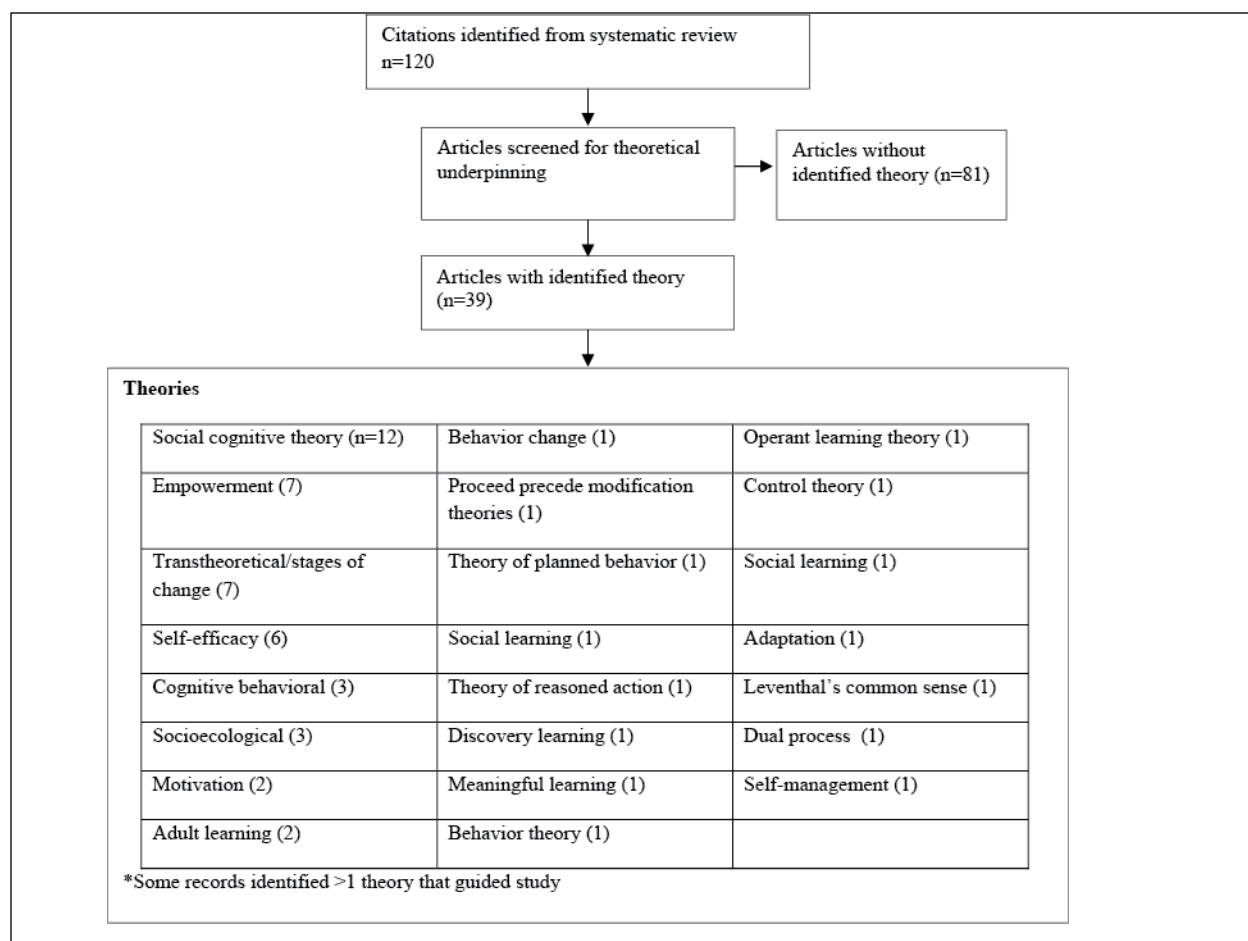 Citations identified from systematic review
n=120
Articles screened for theoretical
underpinning
Articles without
identified theory (n=81)
Articles with identified theory
(n=39)
Theories
Social cognitive theory (n=12)
Behavior change (1)
Operant learning theory (1)
Empowerment (7)
Proceed precede modification
theories (1)
Control theory (1)
Transtheoretical/stages of
change (7)
Theory of planned behavior (1)
Social learning (1)
Self-efficacy (6)
Social learning (1)
Adaptation (1)
Cognitive behavioral (3)
Theory of reasoned action (1)
Leventhal’s common sense (1)
Socioecological (3)
Discovery learning (1)
Dual process (1)
Motivation (2)
Meaningful learning (1)
Self-management (1)
Adult learning (2)
Behavior theory (1)
*Some records identified >1 theory that guided study